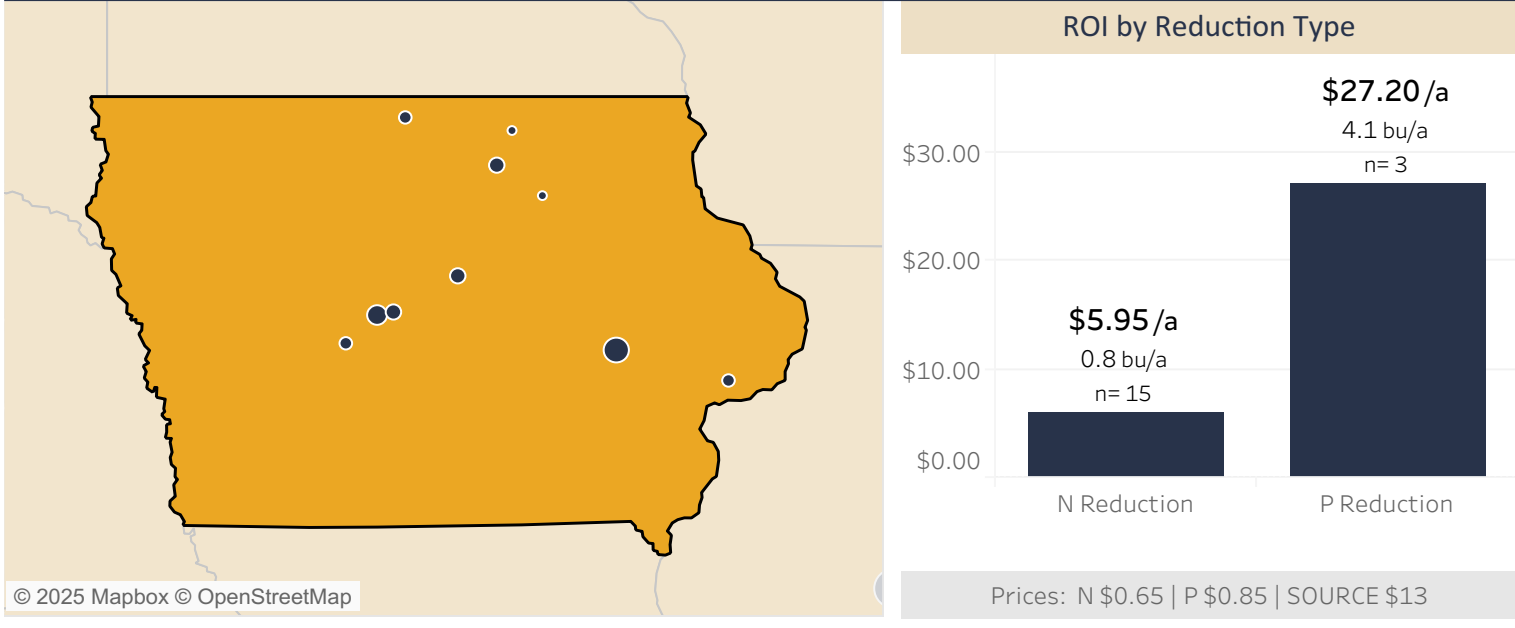 ROI by Reduction Type
$27.20/a
4.1 bu/a
n= 3
$30.00
$20.00
$5.95/a
0.8 bu/a
n= 15
$10.00
$0.00
N Reduction
P Reduction
© 2025 Mapbox © OpenStreetMap
Prices: N $0.65 | P $0.85 | SOURCE $13